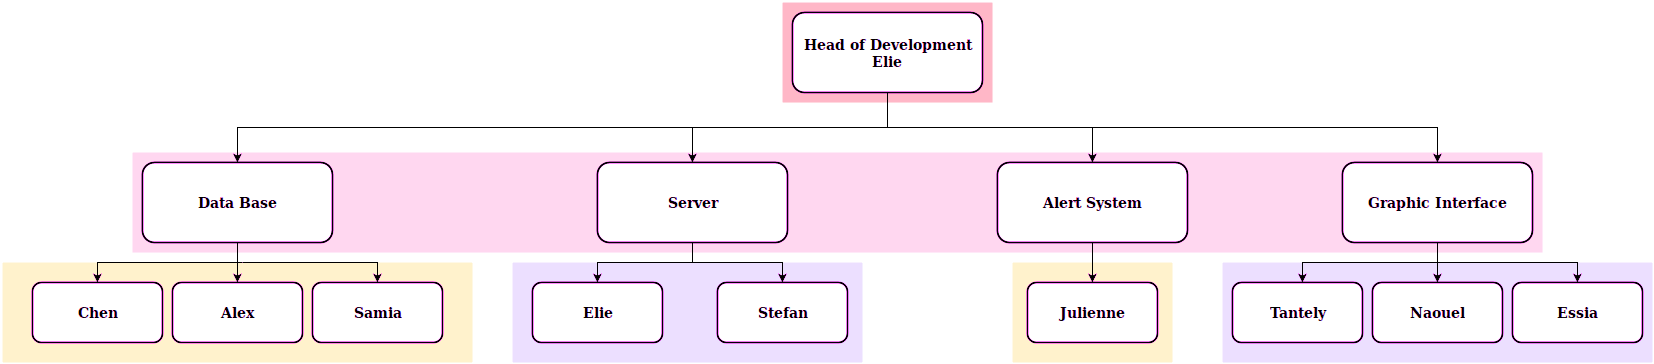 Head of Development
Elie
Data Base
Server
Alert System
Graphic Interface
Chen
Alex
Samia
Elie
Stefan
Julienne
Tantely
Naouel
Essia